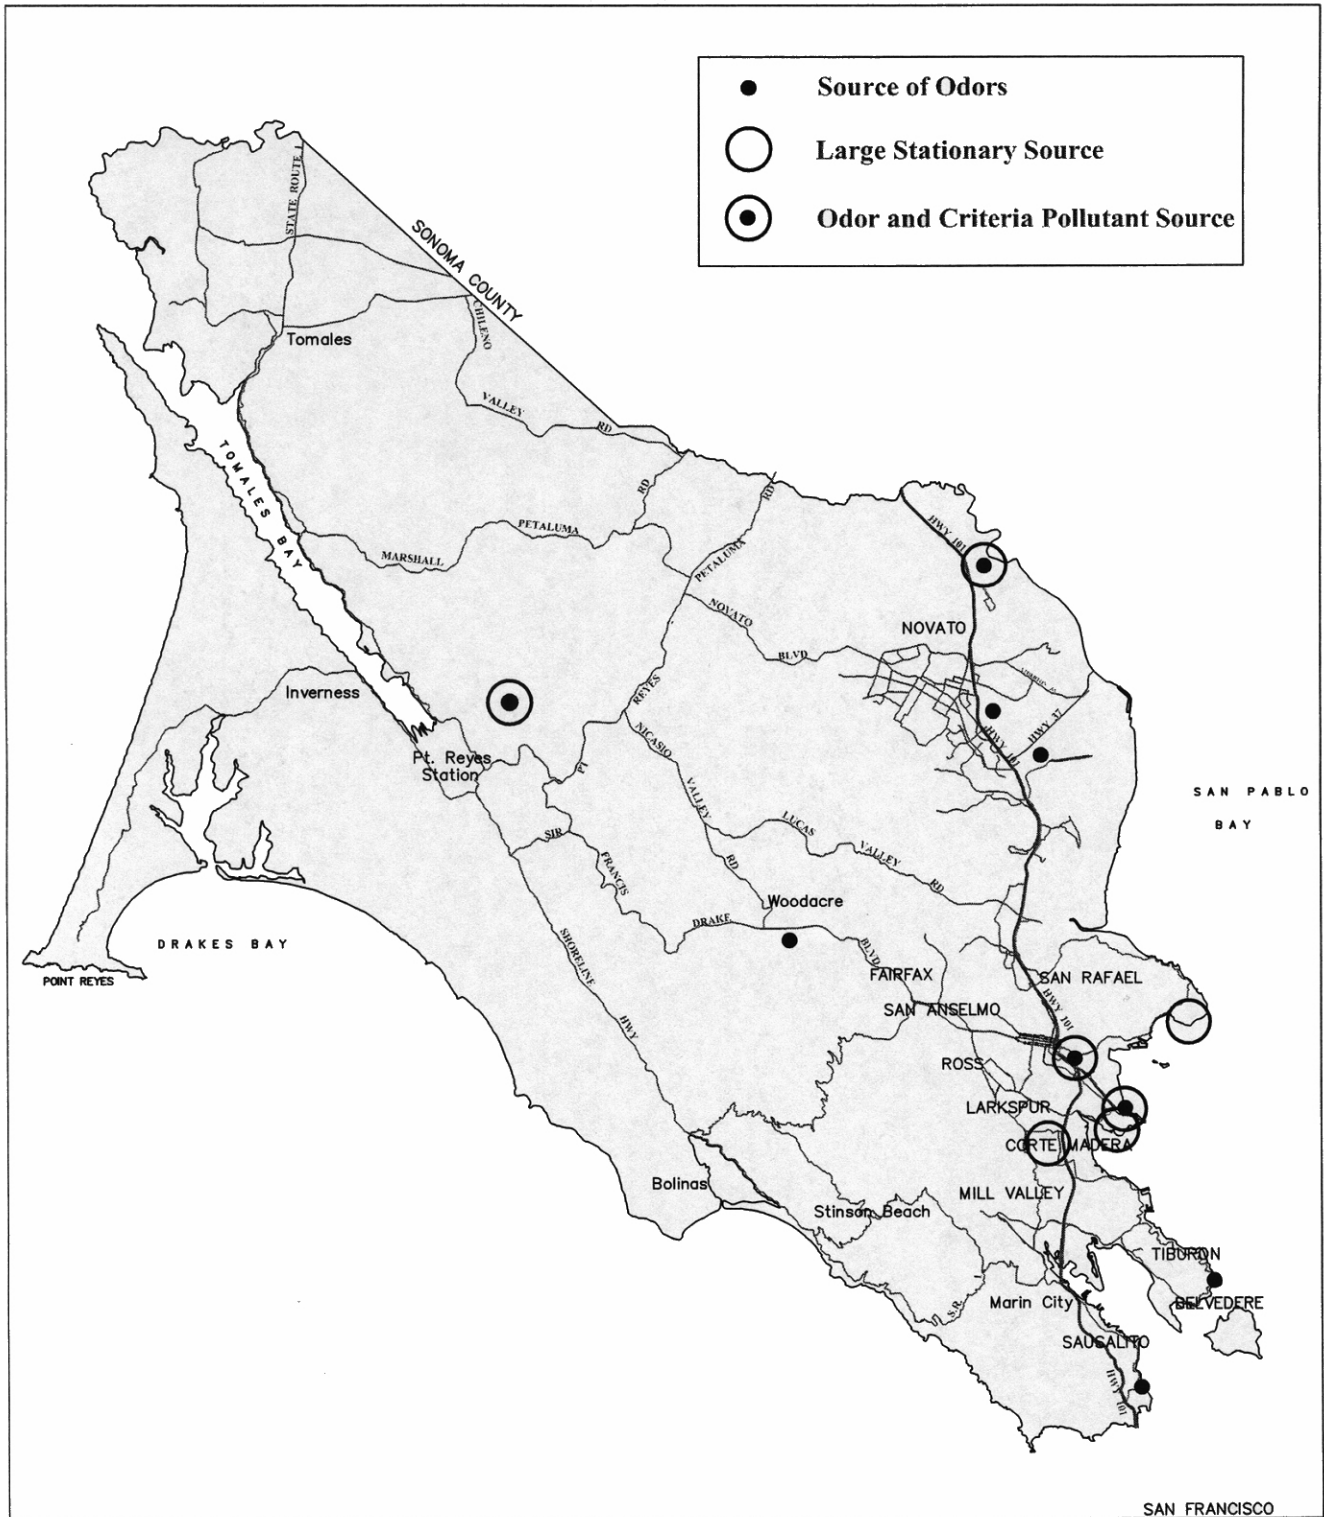 Source of Odors
Large Stationary Source
Odor and Criteria Pollutant Source
STATE ROUTE 1
SONOMA COUNTY
CHILENO
Tomales
VALLEY
RD
TOMALES BAY
RD
RD
PETALUMA
HWY 101
MARSHALL
PETALUMA
NOVATO
NOVATO
BLVD
Inverness
REYES
HWY 37
NICASIO
HWY 101
Pt. Reyes
Station
PT
SAN PABLO
BAY
VALLEY
LUCAS
VALLEY
SIR
FRANCIS
RD
RD
Woodacre
DRAKE
DRAKES BAY
SHORELINE
BLVD
FAIRFAX
SAN RAFAEL
POINT REYES
HWY 101
SAN ANSELMO
HWY
ROSS
LARKSPUR
CORTE MADERA
Bolinas
MILL VALLEY
Stinson Beach
TIBURON
Marin City
BELVEDERE
S.R.
SAUSALITO
HWY 101
SAN FRANCISCO